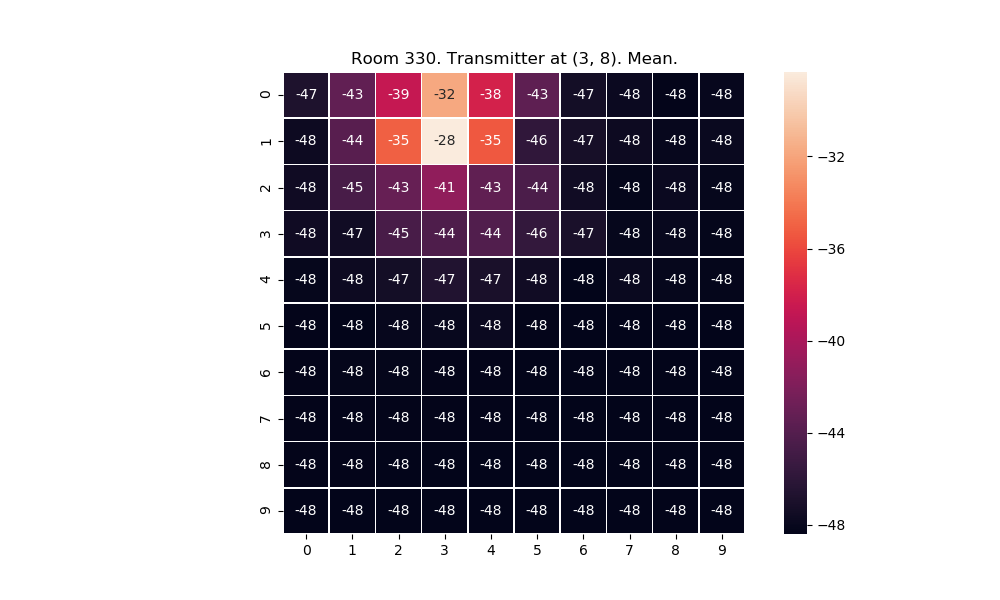 Room 330. Transmitter at (3, 8). Mean.
0 -47 -43 -39 -32 -38 -43 -47 -48 -48 -48
1 -48 -44 -35 -28 -35 -46 -47 -48 -48 -48
2 -48 -45 -43 -41 -43 -44 -48 -48 -48 -48
3 -48 -47 -45 -44 -44 -46 -47 -48 -48 -48
4 -48 -48 -47 -47 -47 -48 -48 -48 -48 -48
5 -48 -48 -48 -48 -48 -48 -48 -48 -48 -48
6 -48 -48 -48 -48 -48 -48 -48 -48 -48 -48
7 -48 -48 -48 -48 -48 -48 -48 -48 -48 -48
8 -48 -48 -48 -48 -48 -48 -48 -48 -48 -48
9 -48 -48 -48 -48 -48 -48 -48 -48 -48 -48
0 1 2 3 4 5 6 7 8 9
−32
−36
−40
−44
−48